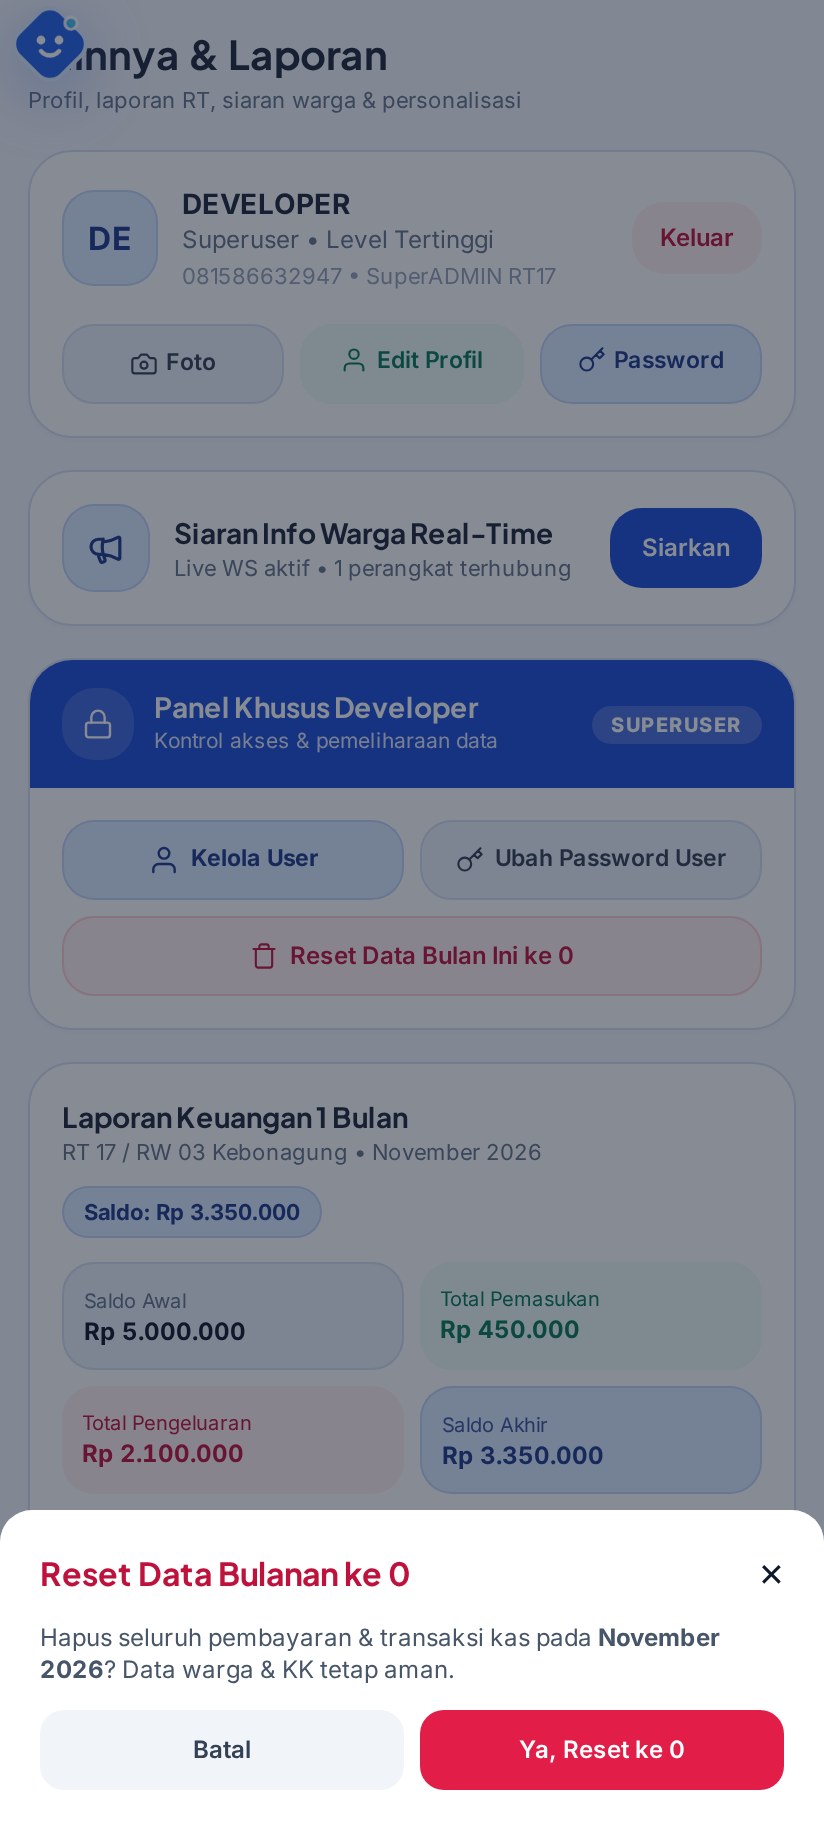 nnya & Laporan
Profil, laporan RT, siaran warga & personalisasi
DE
DEVELOPER
Superuser • Level Tertinggi
081586632947 • SuperADMIN RT17
Keluar
Foto
Edit Profil
Password
Siaran Info Warga Real-Time
Live WS aktif • 1 perangkat terhubung
Siarkan
Panel Khusus Developer
Kontrol akses & pemeliharaan data
SUPERUSER
Kelola User
Ubah Password User
Reset Data Bulan Ini ke 0
Laporan Keuangan 1 Bulan
RT 17 / RW 03 Kebonagung • November 2026
Saldo: Rp 3.350.000
Saldo Awal
Rp 5.000.000
Total Pemasukan
Rp 450.000
Total Pengeluaran
Rp 2.100.000
Saldo Akhir
Rp 3.350.000
Reset Data Bulanan ke 0
Hapus seluruh pembayaran & transaksi kas pada November
2026? Data warga & KK tetap aman.
Batal
Ya, Reset ke 0